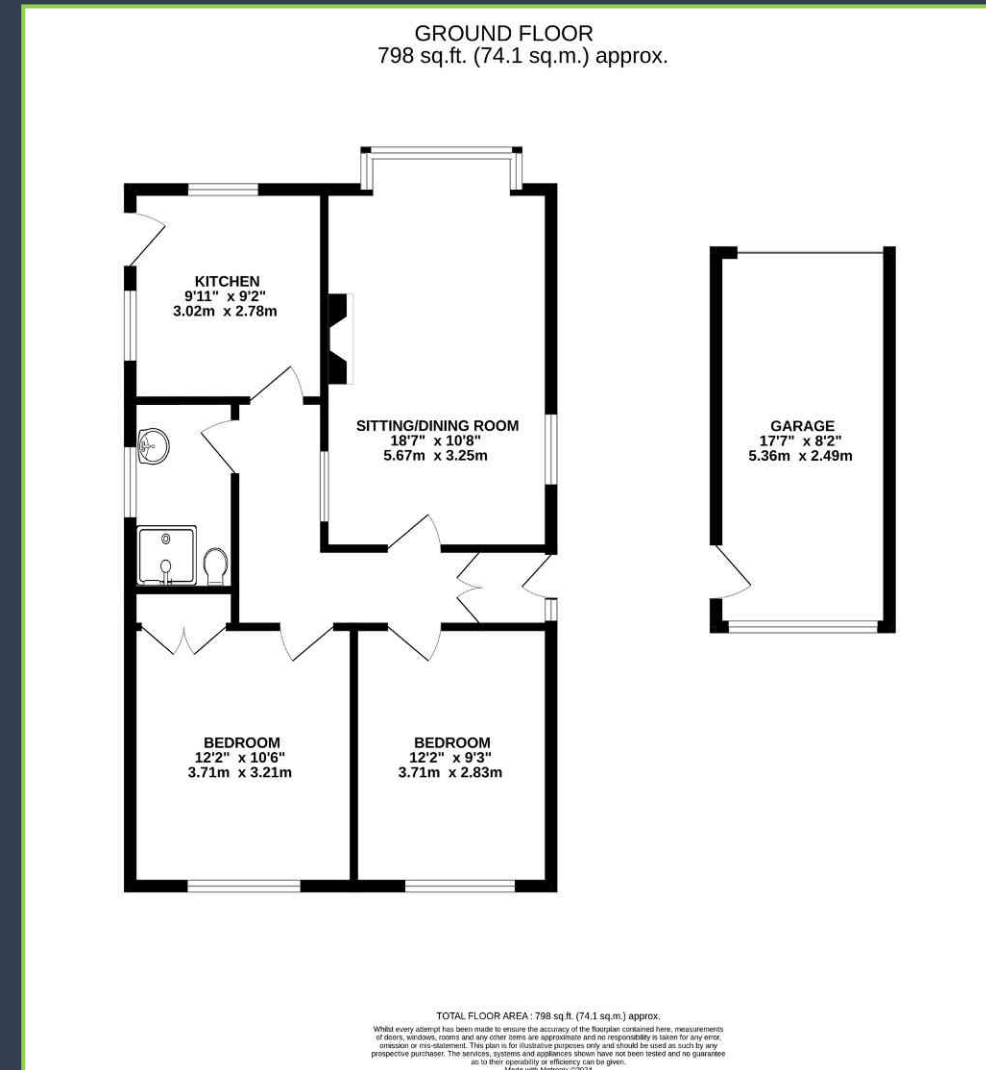 GROUND FLOOR
798 sq.ft. (74.1 sq.m.) approx.
KITCHEN
9'11" x 9'2"
3.02m x 2.78m
SITTING/DINING ROOM
18'7" x 10'8"
5.67m x 3.25m
GARAGE
17'7" x 8'2"
5.36m x 2.49m
BEDROOM
12'2" x 10'6"
3.71m x 3.21m
BEDROOM
12'2" x 9'3"
3.71m x 2.83m
TOTAL FLOOR AREA : 798 sq.ft. (74.1 sq.m.) approx.
Whilst every attempt has been made to ensure the accuracy of the floorplan contained here, measurements
of doors, windows, rooms and any other items are approximate and no responsibility is taken for any error,
omission or mis-statement. This plan is for illustrative purposes only and should be used as such by any
prospective purchaser. The services, systems and appliances shown have not been tested and no guarantee
as to their operability or efficiency can be given.
Made with Metropix ©2024